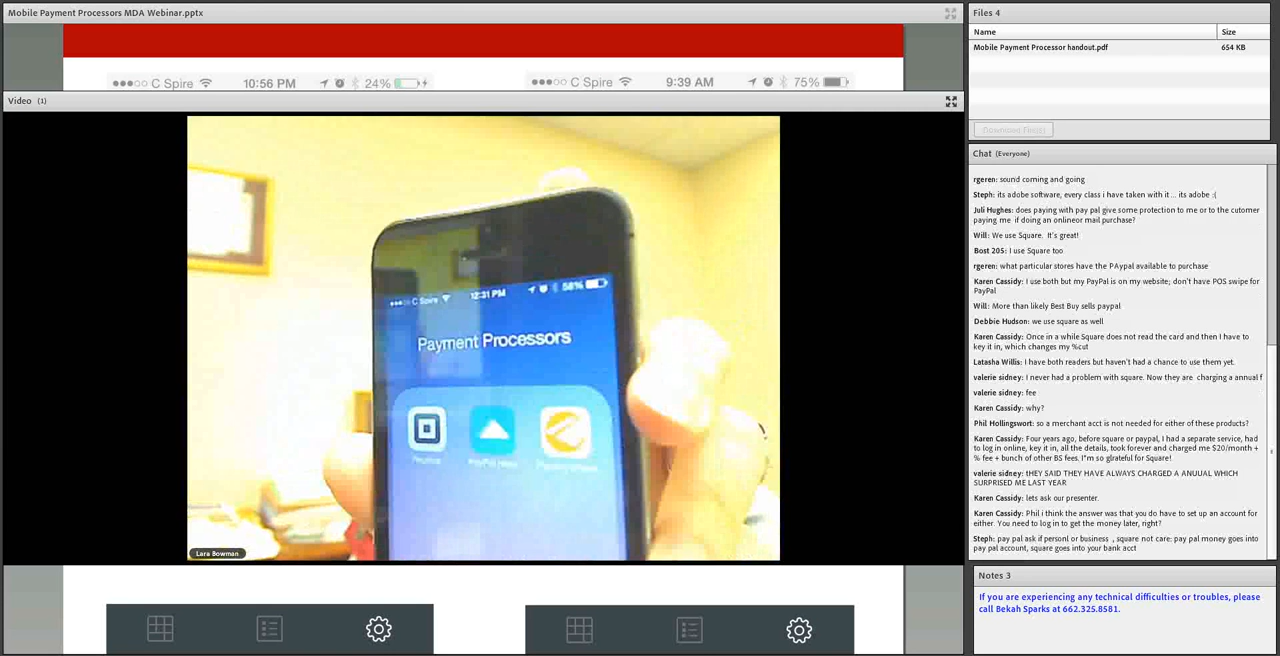 Mobile Payment Processors MDA Webinar.pptx
C Spire 10:56 PM 24%
C Spire 9:39 AM 75%
Video (1)
C Spire 12:31 PM 58%
Payment Processors
Lara Bowman
Files 4
Name Size
Mobile Payment Processor handout.pdf 654 KB
Download File(s)
Chat (Everyone)
rgeren: sound coming and going
Steph: its adobe software, every class i have taken with it ... its adobe :(
Juli Hughes: does paying with pay pal give some protection to me or to the cutomer
paying me if doing an onlineor mail purchase?
Will: We use Square. It's great!
Bost 205: I use Square too
rgeren: what particular stores have the PAypal available to purchase
Karen Cassidy: I use both but my PayPal is on my website; don't have POS swipe for
PayPal
Will: More than likely Best Buy sells paypal
Debbie Hudson: we use square as well
Karen Cassidy: Once in a while Square does not read the card and then I have to
key it in, which changes my %cut
Latasha Willis: I have both readers but haven't had a chance to use them yet.
valerie sidney: I never had a problem with square. Now they are charging a annual f
valerie sidney: fee
Karen Cassidy: why?
Phil Hollingswort: so a merchant acct is not needed for either of these products?
Karen Cassidy: Four years ago, before square or paypal, I had a separate service, had
to log in online, key it in, all the details, took forever and charged me $20/month +
% fee + bunch of other BS fees. I"m so glrateful for Square!
valerie sidney: tHEY SAID THEY HAVE ALWAYS CHARGED A ANUUAL WHICH
SURPRISED ME LAST YEAR
Karen Cassidy: lets ask our presenter.
Karen Cassidy: Phil i think the answer was that you do have to set up an account for
either. You need to log in to get the money later, right?
Steph: pay pal ask if personl or business , square not care: pay pal money goes into
pay pal account, square goes into your bank acct
Notes 3
If you are experiencing any technical difficulties or troubles, please
call Bekah Sparks at 662.325.8581.